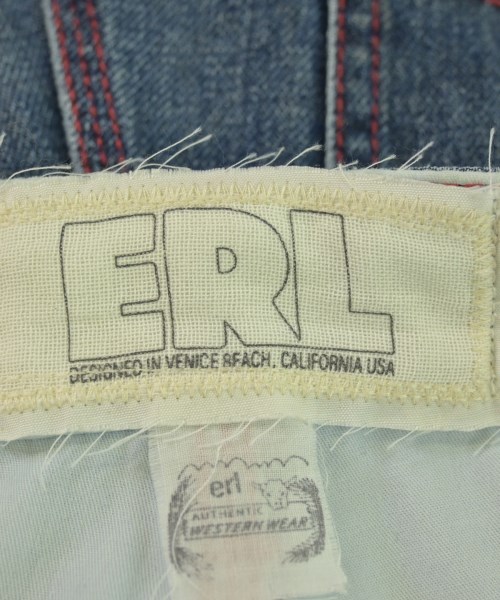 ERL
DESIGNED IN VENICE BEACH, CALIFORNIA USA
erl
AUTHENTIC
WESTERN WEAR